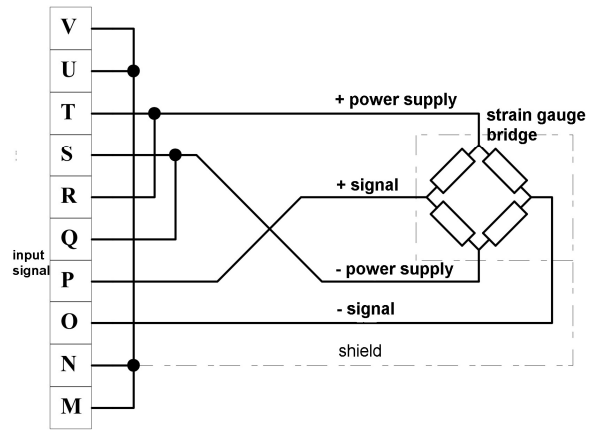 V
U
T
S
R
Q
P
O
N
M
input
signal
+ power supply
strain gauge
bridge
+ signal
- power supply
- signal
shield